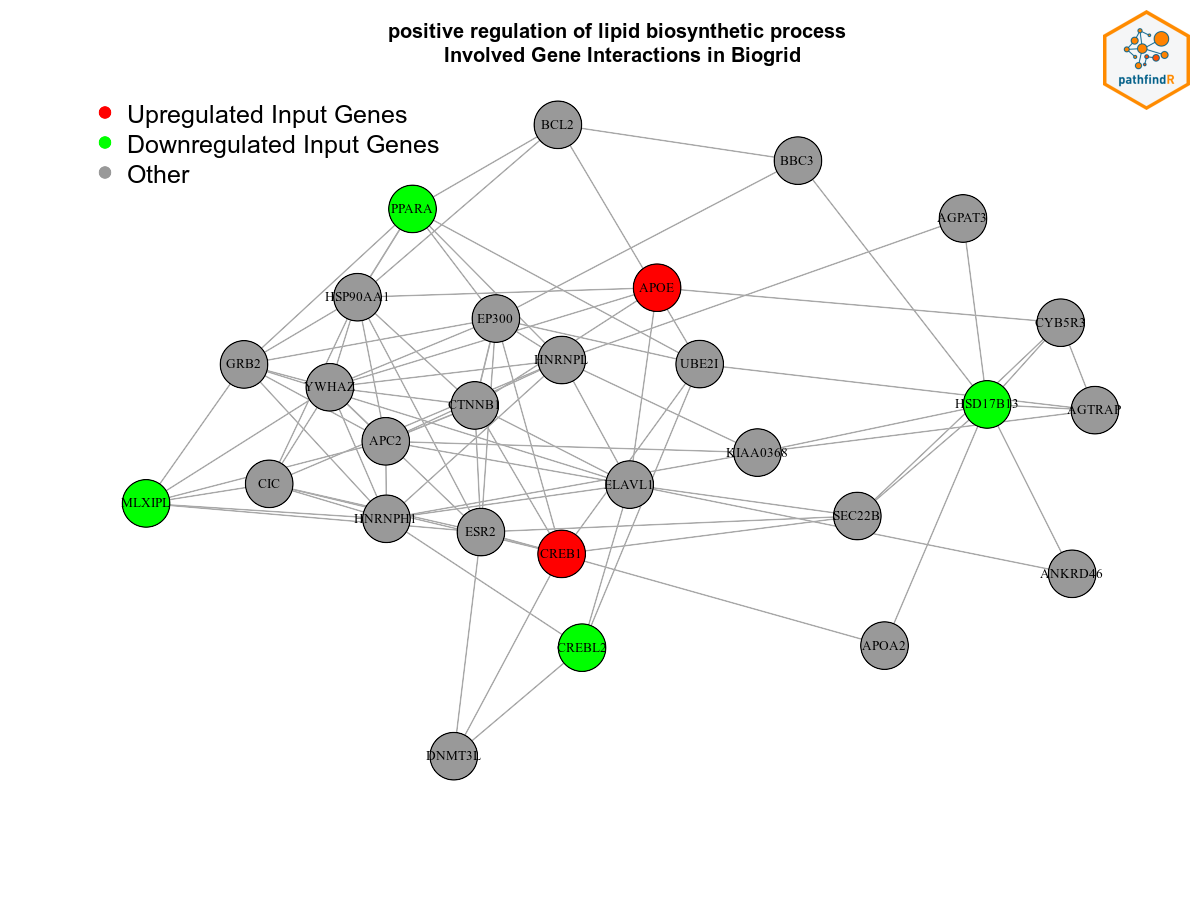 positive regulation of lipid biosynthetic process
Involved Gene Interactions in Biogrid
pathfindR
Upregulated Input Genes
Downregulated Input Genes
Other
BCL2
BBC3
PPARA
AGPAT3
HSP90AA1
APOE
EP300
CYB5R3
GRB2
HNRNPL
UBE2I
YWHAZ
CTNNB1
HSD17B13
AGTRAP
APC2
KIAA0368
CIC
ELAVL1
MLXIPL
HNRNPH1
SEC22B
ESR2
CREB1
ANKRD46
CREBL2
APOA2
DNMT3L